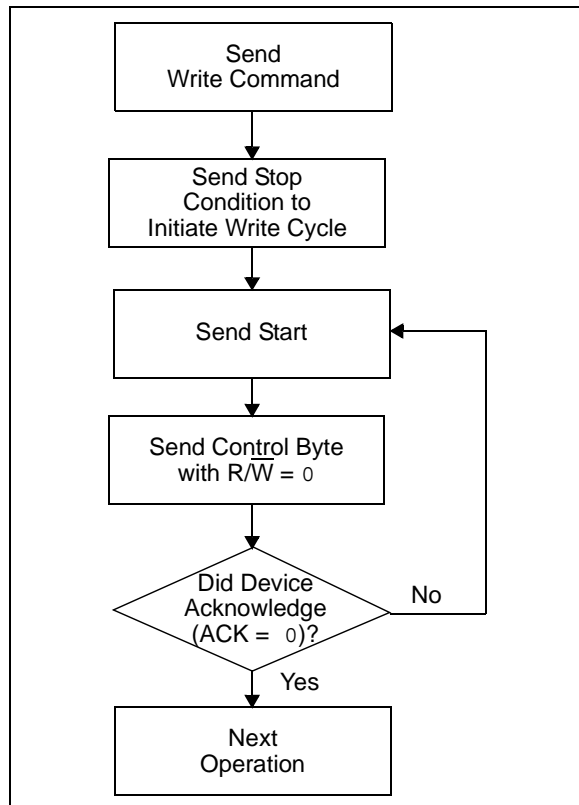 Send
Write Command
Send Stop
Condition to
Initiate Write Cycle
Send Start
Send Control Byte
with R/W̅ = 0
Did Device
Acknowledge
(ACK = 0)?
No
Yes
Next
Operation